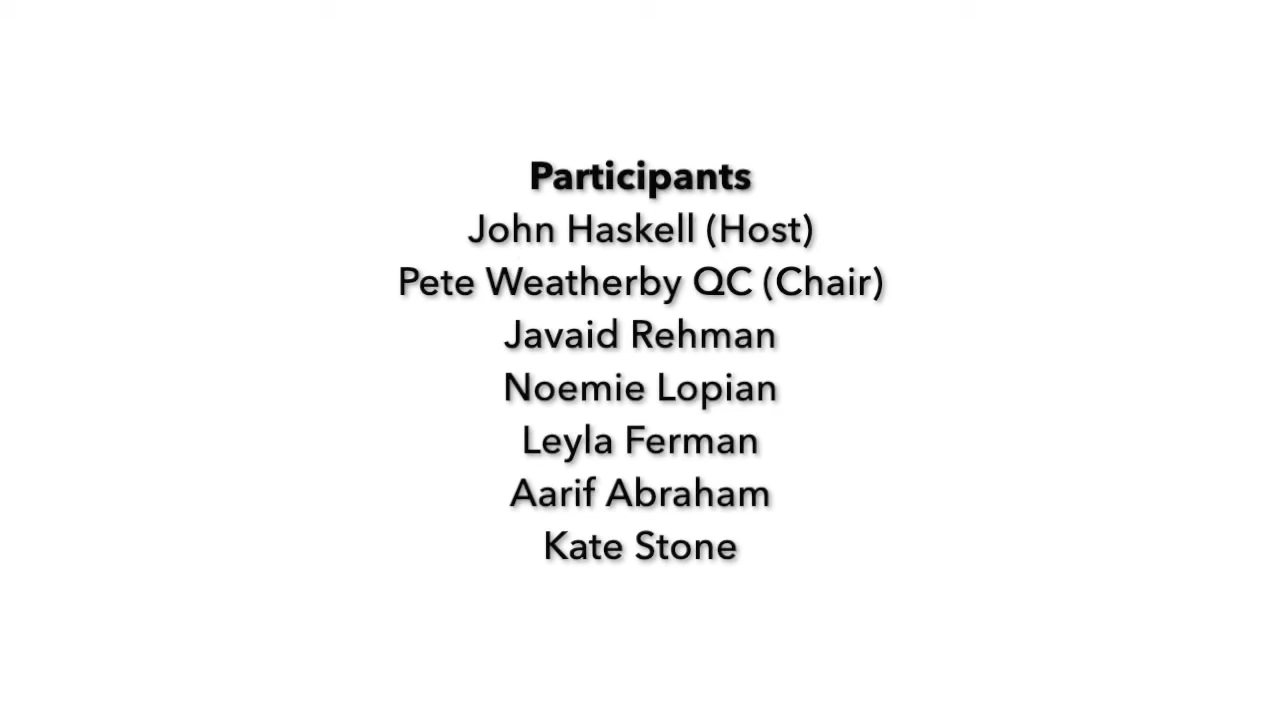 Participants
John Haskell (Host)
Pete Weatherby QC (Chair)
Javaid Rehman
Noemie Lopian
Leyla Ferman
Aarif Abraham
Kate Stone